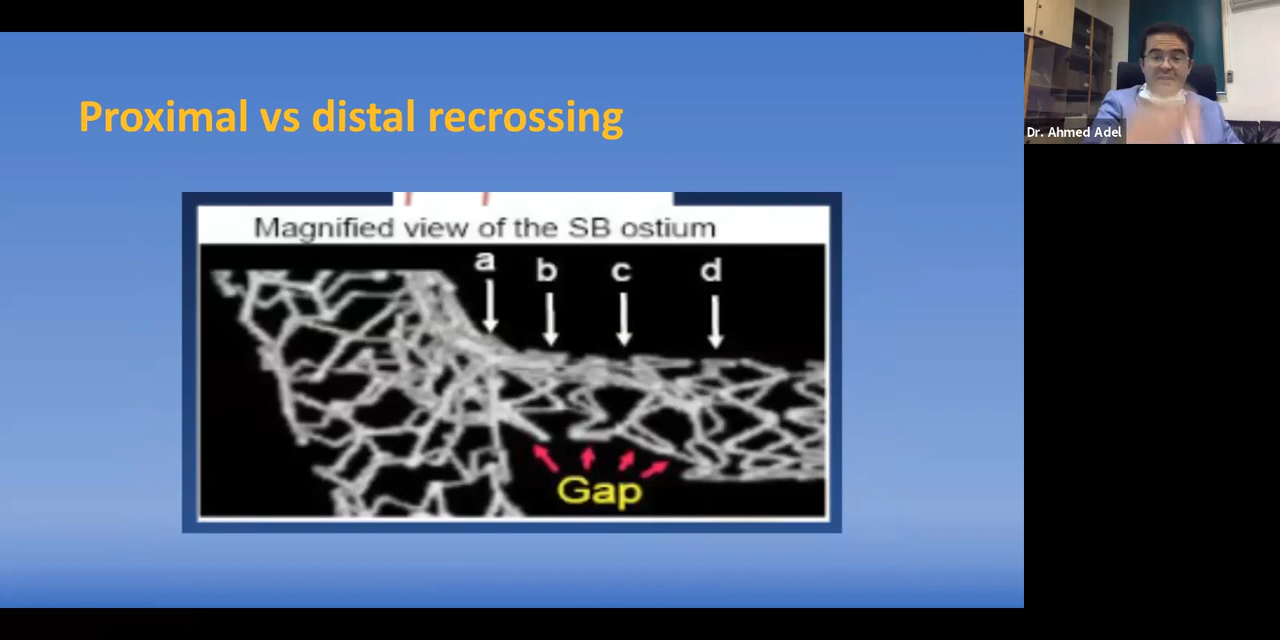 Proximal vs distal recrossing
Magnified view of the SB ostium
a b c d
Gap
Dr. Ahmed Adel